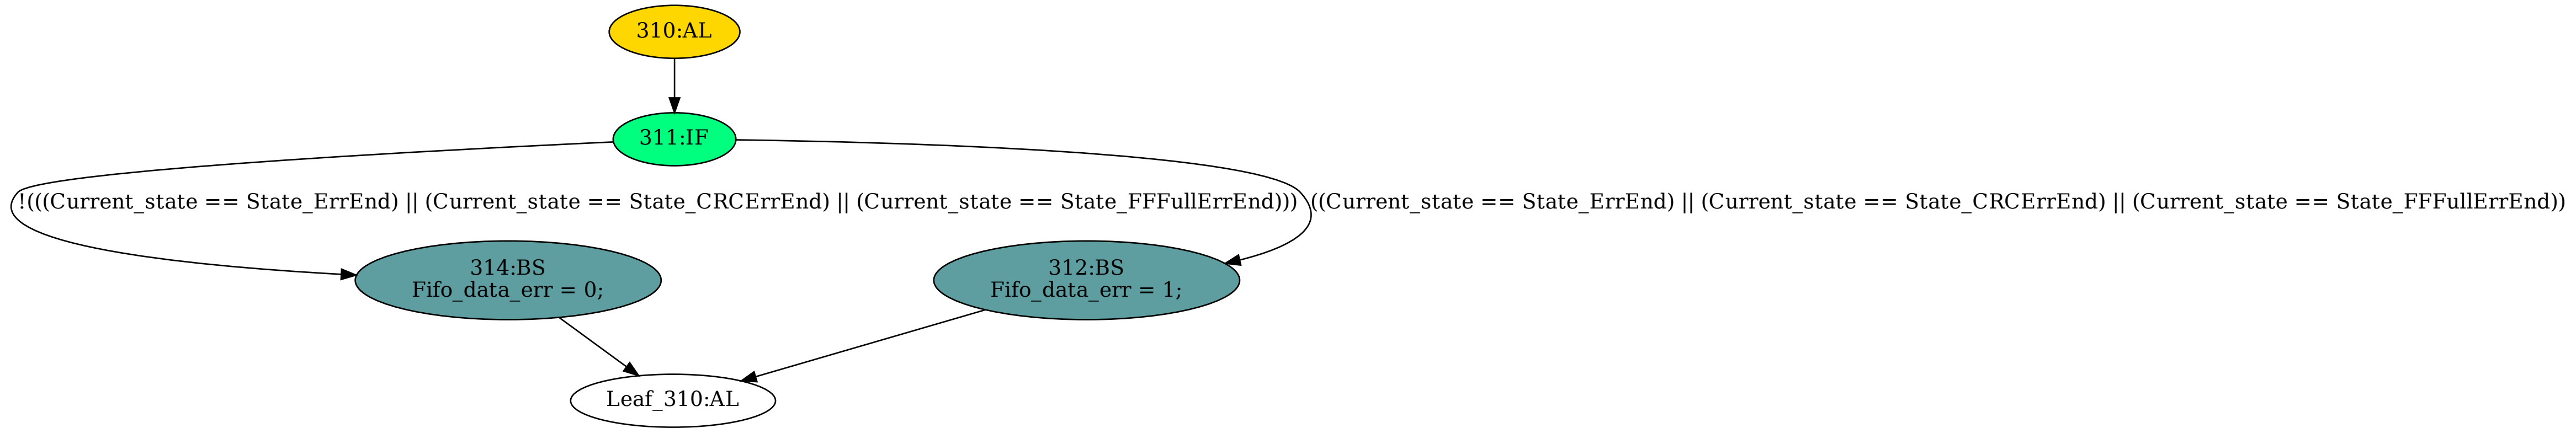 310:AL
311:IF
!(((Current_state == State_ErrEnd) || (Current_state == State_CRCErrEnd) || (Current_state == State_FFFullErrEnd)))
((Current_state == State_ErrEnd) || (Current_state == State_CRCErrEnd) || (Current_state == State_FFFullErrEnd))
314:BS
Fifo_data_err = 0;
312:BS
Fifo_data_err = 1;
Leaf_310:AL